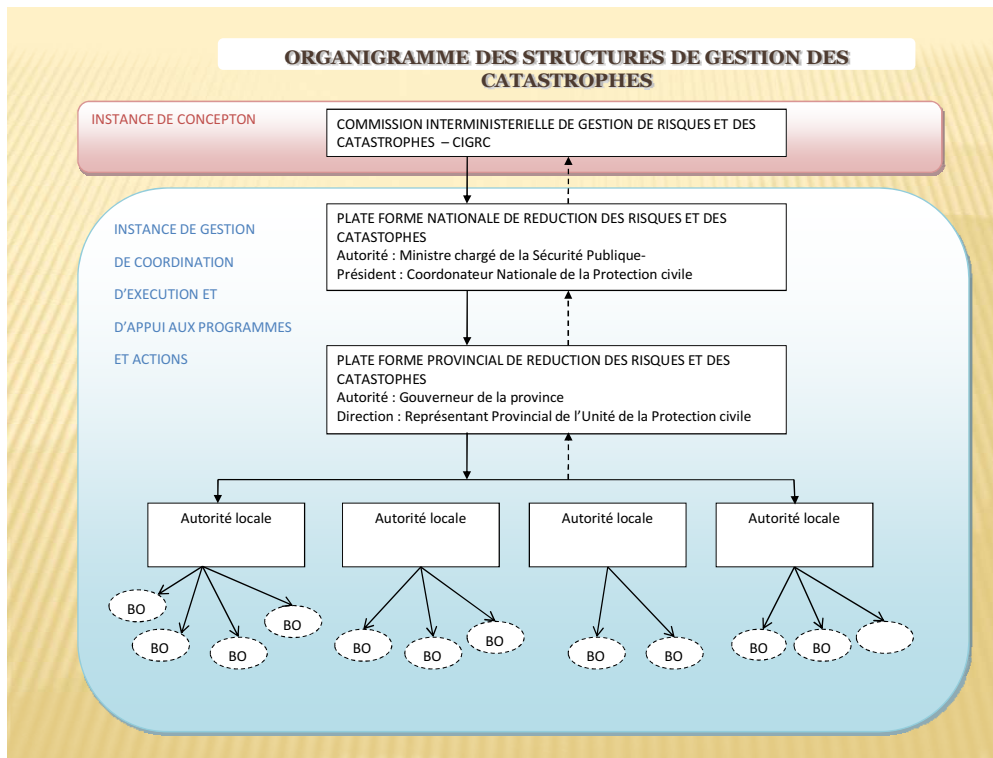 ORGANIGRAMME DES STRUCTURES DE GESTION DES
CATASTROPHES
INSTANCE DE CONCEPTON
COMMISSION INTERMINISTERIELLE DE GESTION DE RISQUES ET DES
CATASTROPHES – CIGRC
INSTANCE DE GESTION
DE COORDINATION
D'EXECUTION ET
D'APPUI AUX PROGRAMMES
ET ACTIONS
PLATE FORME NATIONALE DE REDUCTION DES RISQUES ET DES
CATASTOPHES
Autorité : Ministre chargé de la Sécurité Publique-
Président : Coordonateur Nationale de la Protection civile
PLATE FORME PROVINCIAL DE REDUCTION DES RISQUES ET DES
CATASTOPHES
Autorité : Gouverneur de la province
Direction : Représentant Provincial de l'Unité de la Protection civile
Autorité locale
Autorité locale
Autorité locale
Autorité locale
BO
BO
BO
BO
BO
BO
BO
BO
BO
BO
BO